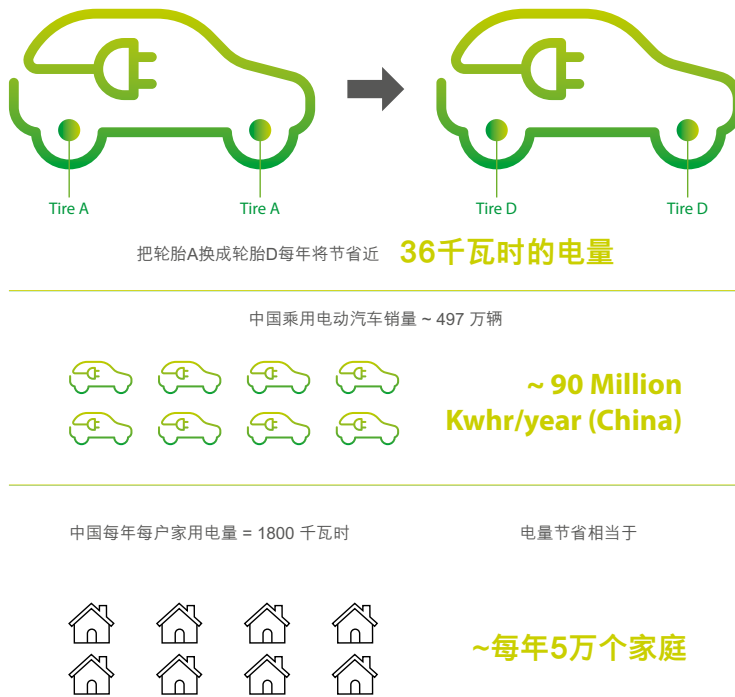 Tire A Tire A Tire D Tire D
把轮胎A换成轮胎D每年将节省近 36千瓦时的电量
中国乘用电动汽车销量 ~ 497 万辆
~ 90 Million
Kwhr/year (China)
中国每年每户家用电量 = 1800 千瓦时 电量节省相当于
~每年5万个家庭